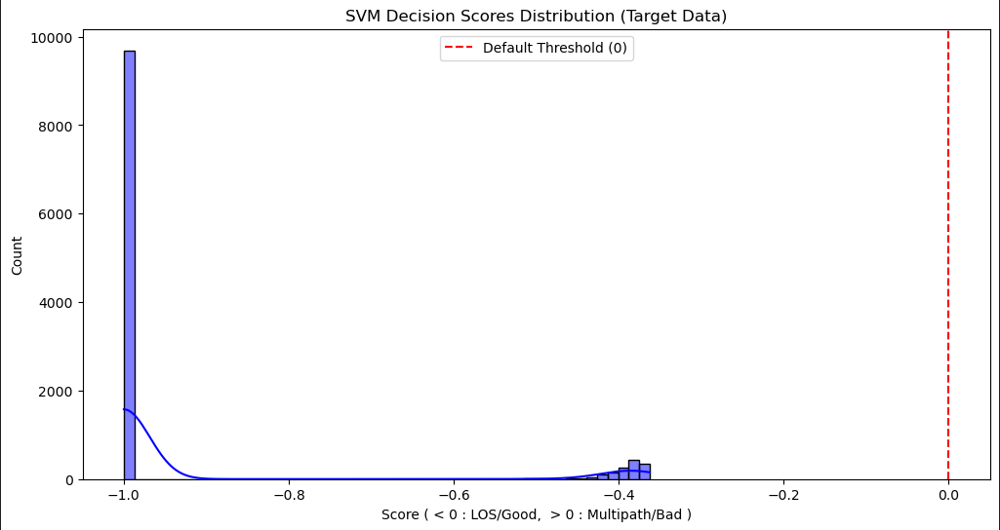 SVM Decision Scores Distribution (Target Data)
Default Threshold (0)
10000
8000
6000
4000
2000
0
Count
−1.0 −0.8 −0.6 −0.4 −0.2 0.0
Score ( < 0 : LOS/Good,  > 0 : Multipath/Bad )